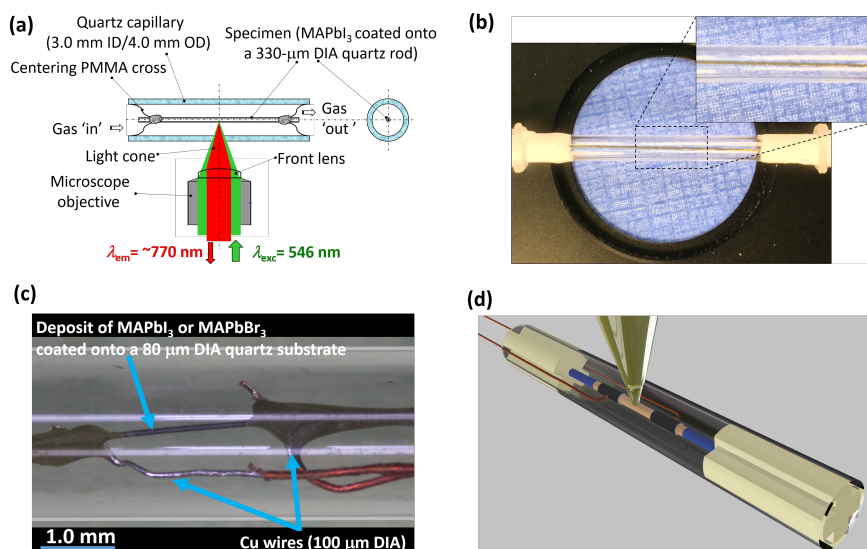 (a)
Quartz capillary
(3.0 mm ID/4.0 mm OD)
Centering PMMA cross
Specimen (MAPbI₃ coated onto
a 330-μm DIA quartz rod)
Gas 'in'
Gas
'out'
Light cone
Front lens
Microscope
objective
λem= ~770 nm
λexc= 546 nm
(b)
(c)
Deposit of MAPbI₃ or MAPbBr₃
coated onto a 80 μm DIA quartz substrate
1.0 mm
Cu wires (100 μm DIA)
(d)